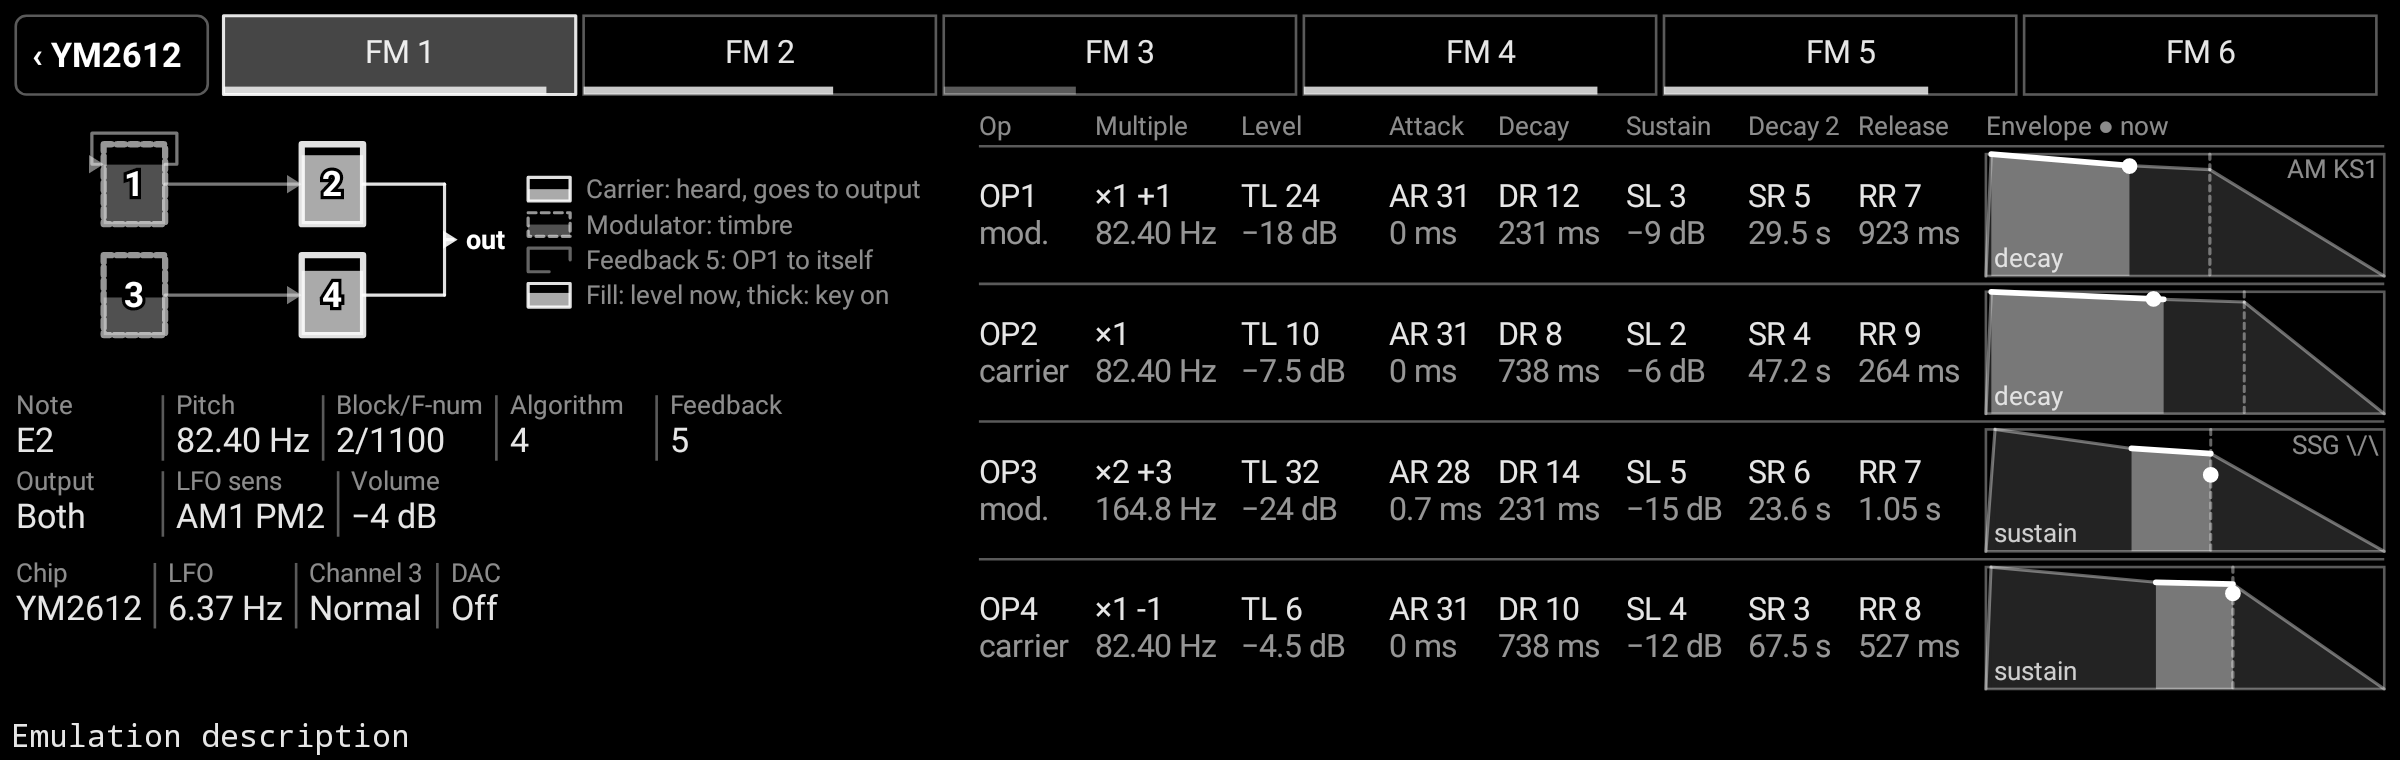 ‹ YM2612
FM 1
FM 2
FM 3
FM 4
FM 5
FM 6
1
2
3
4
out
Carrier: heard, goes to output
Modulator: timbre
Feedback 5: OP1 to itself
Fill: level now, thick: key on
Note Pitch Block/F-num Algorithm Feedback
E2 82.40 Hz 2/1100 4 5
Output LFO sens Volume
Both AM1 PM2 −4 dB
Chip LFO Channel 3 DAC
YM2612 6.37 Hz Normal Off
Op Multiple Level Attack Decay Sustain Decay 2 Release Envelope ● now
OP1 ×1 +1 TL 24 AR 31 DR 12 SL 3 SR 5 RR 7 AM KS1
mod. 82.40 Hz −18 dB 0 ms 231 ms −9 dB 29.5 s 923 ms decay
OP2 ×1 TL 10 AR 31 DR 8 SL 2 SR 4 RR 9
carrier 82.40 Hz −7.5 dB 0 ms 738 ms −6 dB 47.2 s 264 ms decay
OP3 ×2 +3 TL 32 AR 28 DR 14 SL 5 SR 6 RR 7 SSG \/\
mod. 164.8 Hz −24 dB 0.7 ms 231 ms −15 dB 23.6 s 1.05 s sustain
OP4 ×1 -1 TL 6 AR 31 DR 10 SL 4 SR 3 RR 8
carrier 82.40 Hz −4.5 dB 0 ms 738 ms −12 dB 67.5 s 527 ms sustain
Emulation description